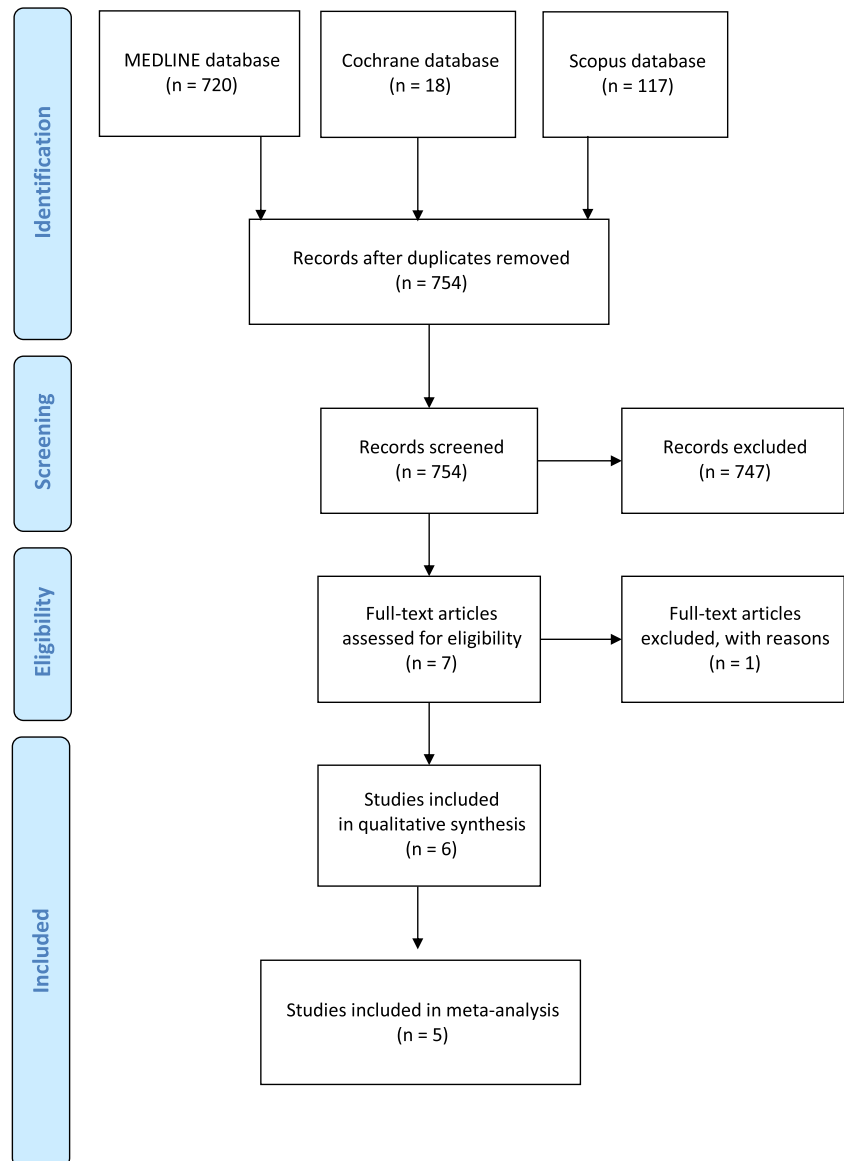 Identification
MEDLINE database
(n = 720)
Cochrane database
(n = 18)
Scopus database
(n = 117)
Records after duplicates removed
(n = 754)
Screening
Records screened
(n = 754)
Records excluded
(n = 747)
Eligibility
Full-text articles
assessed for eligibility
(n = 7)
Full-text articles
excluded, with reasons
(n = 1)
Included
Studies included
in qualitative synthesis
(n = 6)
Studies included in meta-analysis
(n = 5)